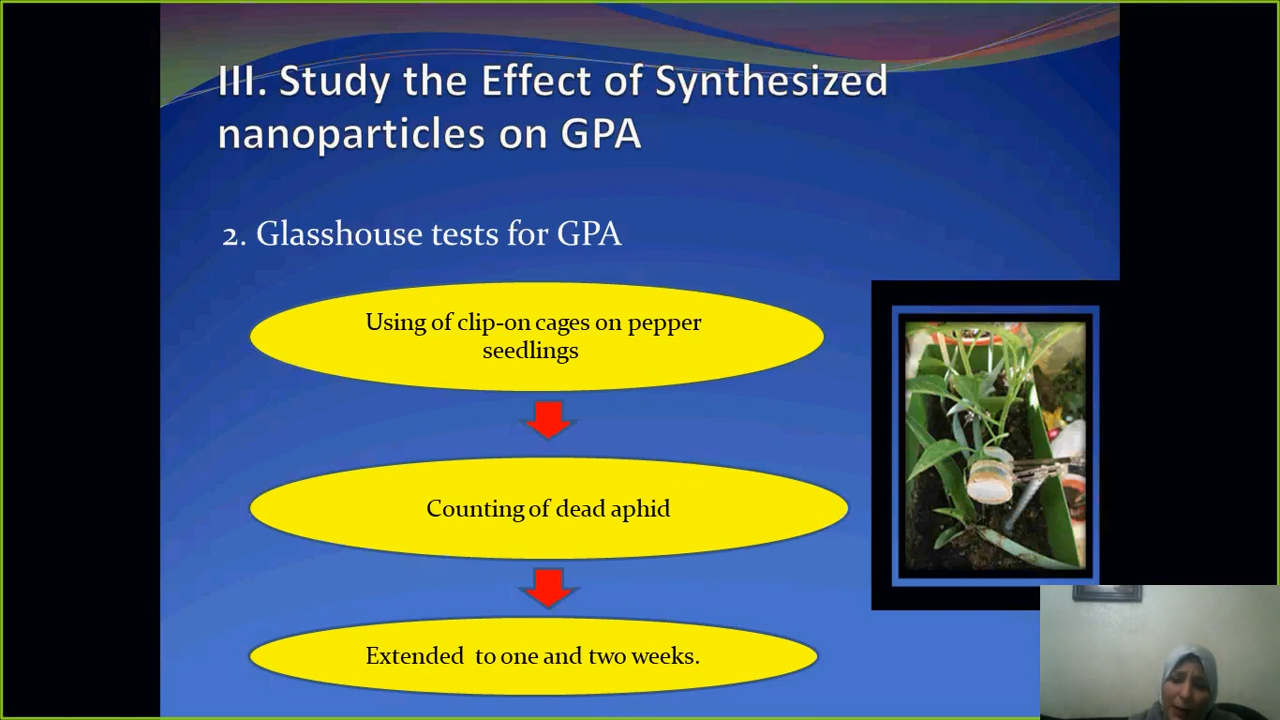 III. Study the Effect of Synthesized
nanoparticles on GPA
2. Glasshouse tests for GPA
Using of clip-on cages on pepper
seedlings
Counting of dead aphid
Extended to one and two weeks.